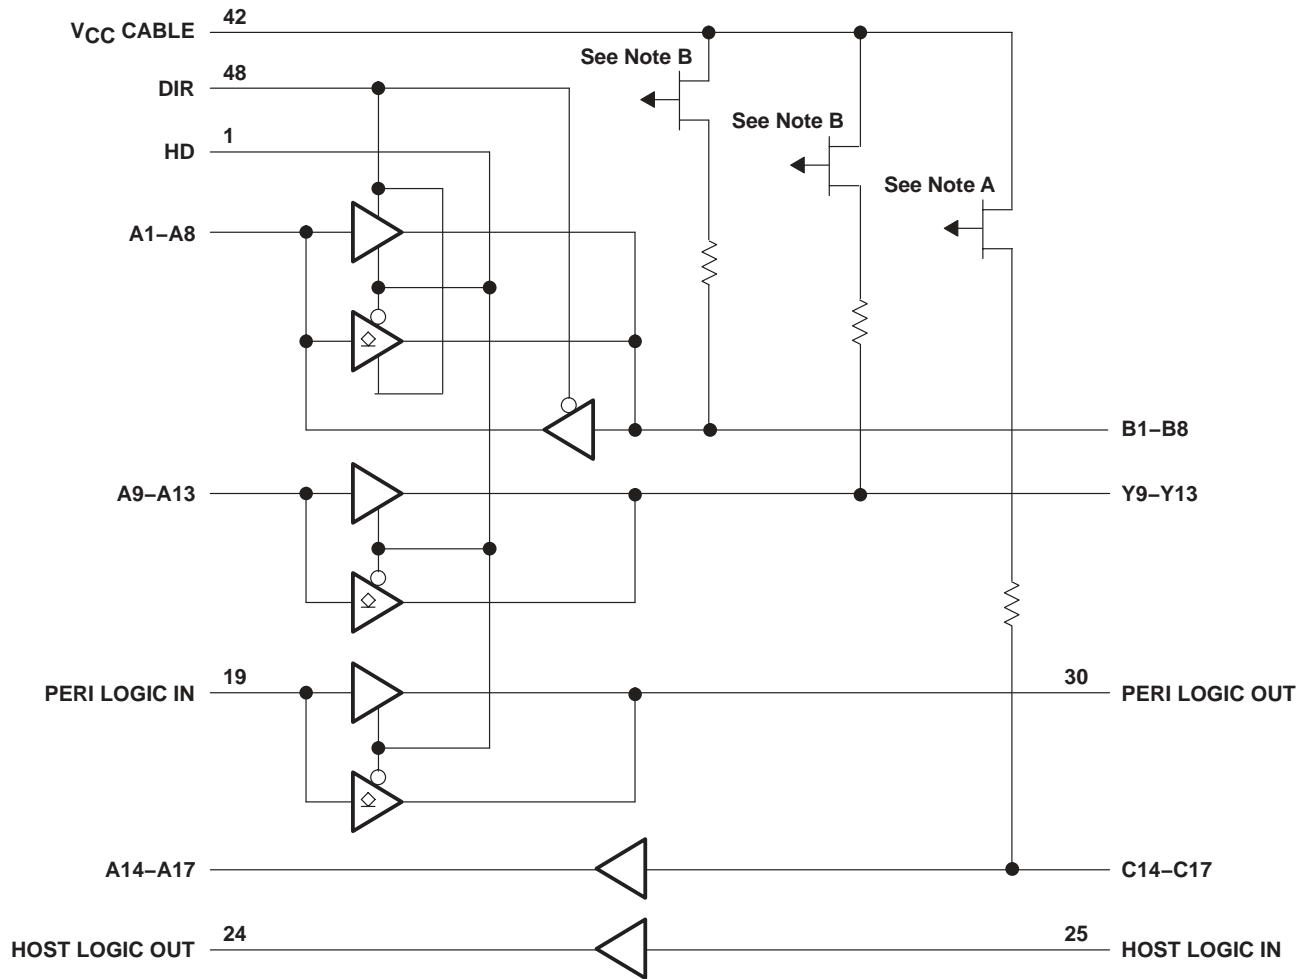 VCC CABLE 42
See Note B
DIR 48
See Note B
HD 1
See Note A
A1–A8
B1–B8
A9–A13
Y9–Y13
PERI LOGIC IN 19
30 PERI LOGIC OUT
A14–A17
C14–C17
HOST LOGIC OUT 24
25 HOST LOGIC IN